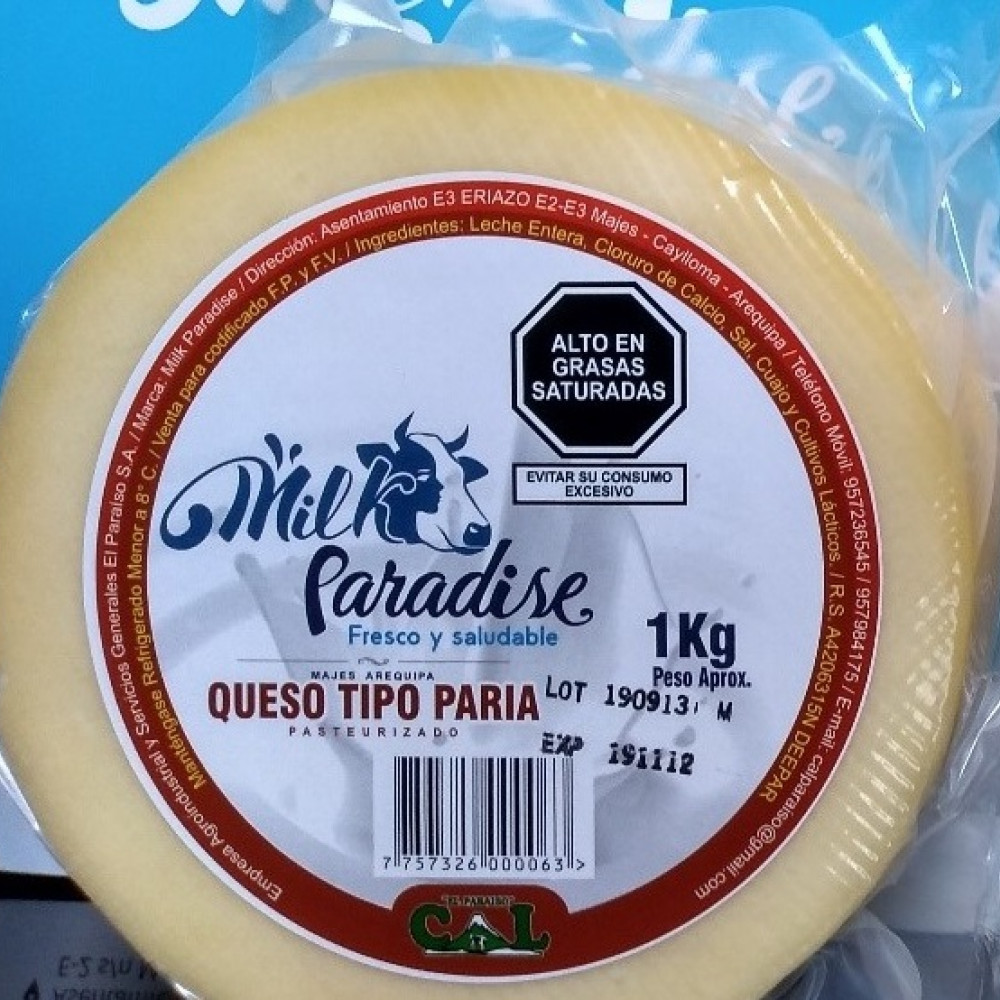 Empresa Agroindustrial y Servicios Generales El Paraíso S.A. / Marca: Milk Paradise / Dirección: Asentamiento E3 ERIAZO E2-E3 Majes - Caylloma - Arequipa / Teléfono Móvil: 957236545 / 957984175 / E-mail: calparaiso@gmail.com
Manténgase Refrigerado Menor a 8° C. / Venta para codificado F.P. y F.V. / Ingredientes: Leche Entera, Cloruro de Calcio, Sal, Cuajo y Cultivos Lácticos. / R.S. A4206315N DEEPAR
ALTO EN
GRASAS
SATURADAS
EVITAR SU CONSUMO
EXCESIVO
Milk
Paradise
Fresco y saludable
1Kg
Peso Aprox.
MAJES AREQUIPA
QUESO TIPO PARIA
PASTEURIZADO
LOT 190913 M
EXP 191112
7 757326 000063 >
"EL PARAISO"
CAL